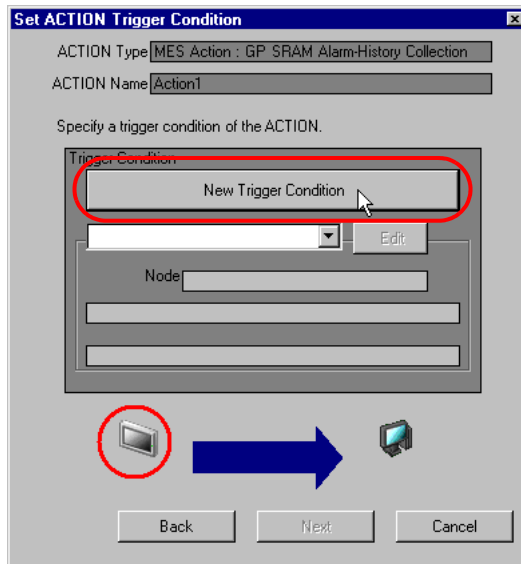 Set ACTION Trigger Condition
ACTION Type MES Action : GP SRAM Alarm-History Collection
ACTION Name Action1
Specify a trigger condition of the ACTION.
Trigger Condition
New Trigger Condition
Edit
Node
Back Next Cancel